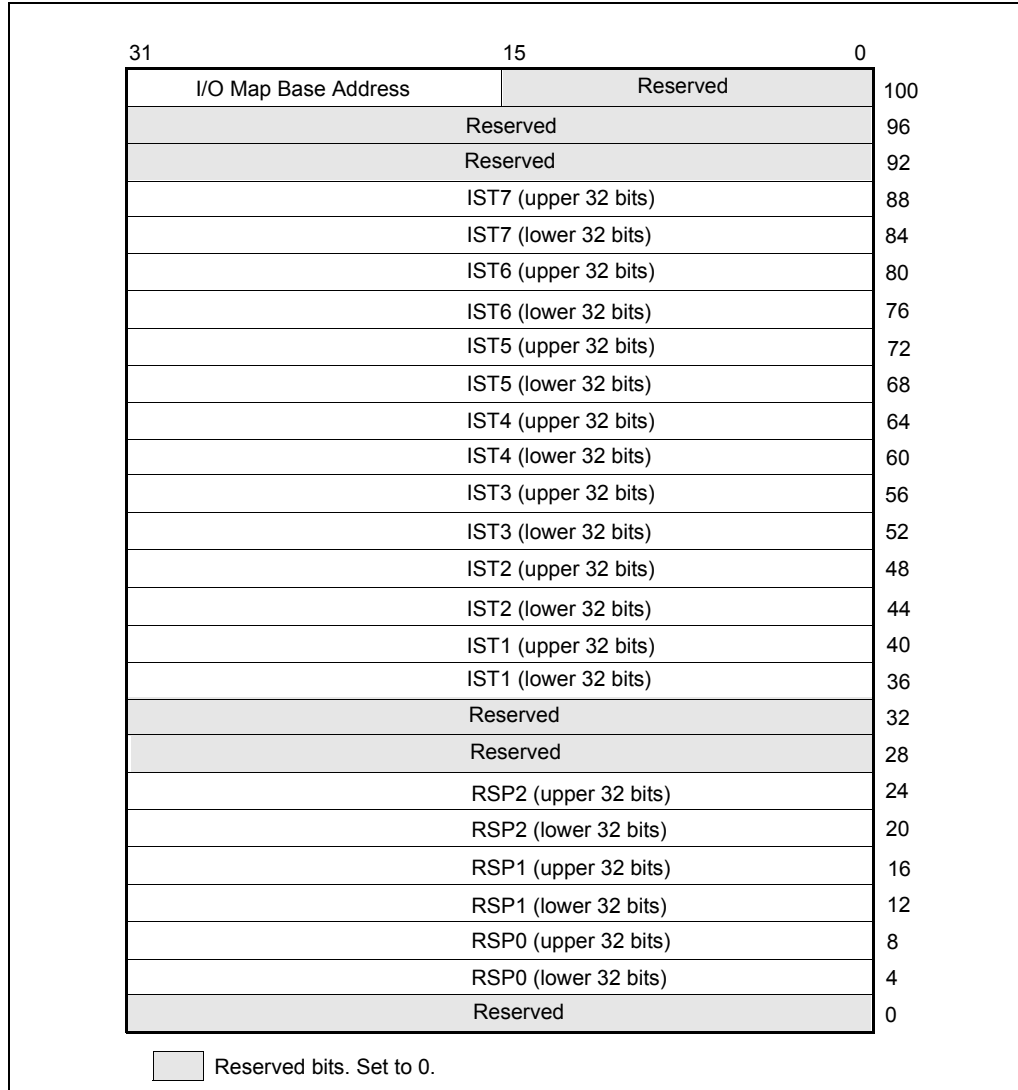 31 15 0
I/O Map Base Address Reserved 100
Reserved 96
Reserved 92
IST7 (upper 32 bits) 88
IST7 (lower 32 bits) 84
IST6 (upper 32 bits) 80
IST6 (lower 32 bits) 76
IST5 (upper 32 bits) 72
IST5 (lower 32 bits) 68
IST4 (upper 32 bits) 64
IST4 (lower 32 bits) 60
IST3 (upper 32 bits) 56
IST3 (lower 32 bits) 52
IST2 (upper 32 bits) 48
IST2 (lower 32 bits) 44
IST1 (upper 32 bits) 40
IST1 (lower 32 bits) 36
Reserved 32
Reserved 28
RSP2 (upper 32 bits) 24
RSP2 (lower 32 bits) 20
RSP1 (upper 32 bits) 16
RSP1 (lower 32 bits) 12
RSP0 (upper 32 bits) 8
RSP0 (lower 32 bits) 4
Reserved 0
Reserved bits. Set to 0.